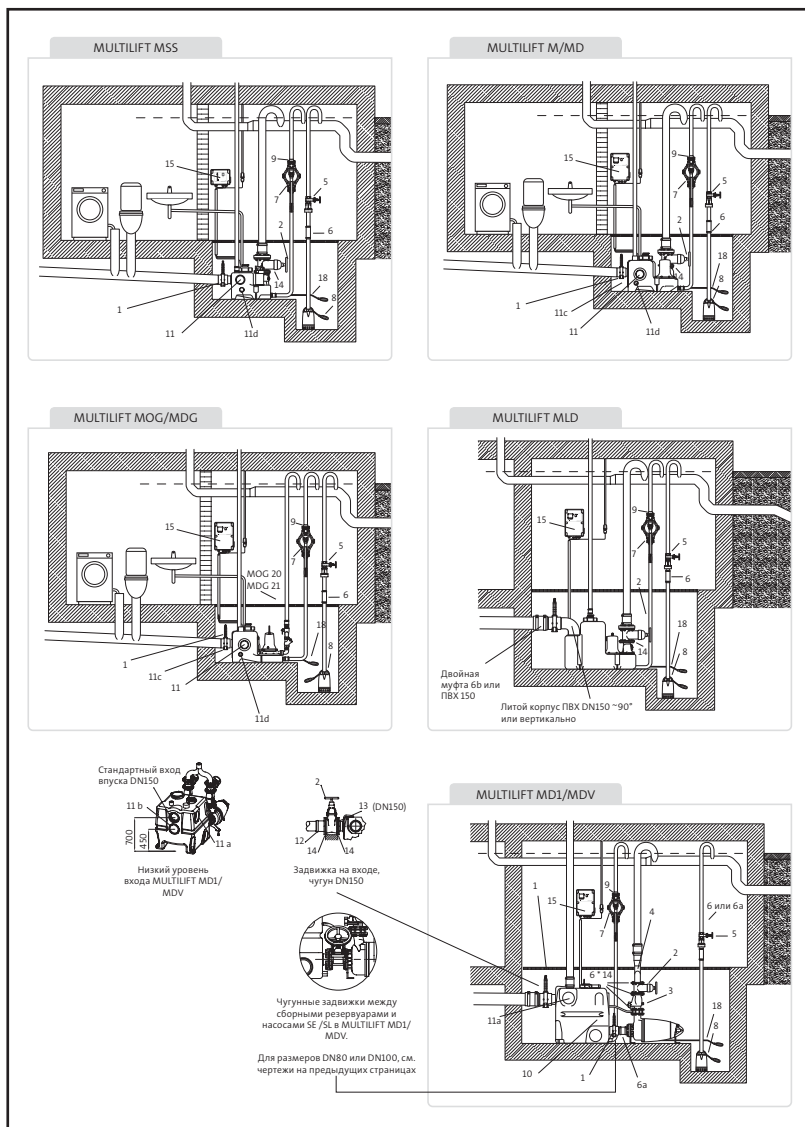 MULTILIFT MSS
15
9
7
5
2
6
18
14
8
1
11
11d
MULTILIFT M/MD
15
9
7
5
2
6
18
14
8
1
11c
11
11d
MULTILIFT MOG/MDG
15
9
7
5
MOG 20
MDG 21
6
18
8
1
11c
11
11d
MULTILIFT MLD
15
9
7
5
2
6
18
14
8
Двойная
муфта 6b или
ПВХ 150
Литой корпус ПВХ DN150 ~90°
или вертикально
Стандартный вход
впуска DN150
11 b
700
450
11 a
Низкий уровень
входа MULTILIFT MD1/
MDV
2
13 (DN150)
12
14
14
Задвижка на входе,
чугун DN150
Чугунные задвижки между
сборными резервуарами и
насосами SE /SL в MULTILIFT MD1/
MDV.
Для размеров DN80 или DN100, см.
чертежи на предыдущих страницах
MULTILIFT MD1/MDV
1
15
9
7
4
6 или 6a
5
6 * 14
2
3
11a
18
8
10
1
6a